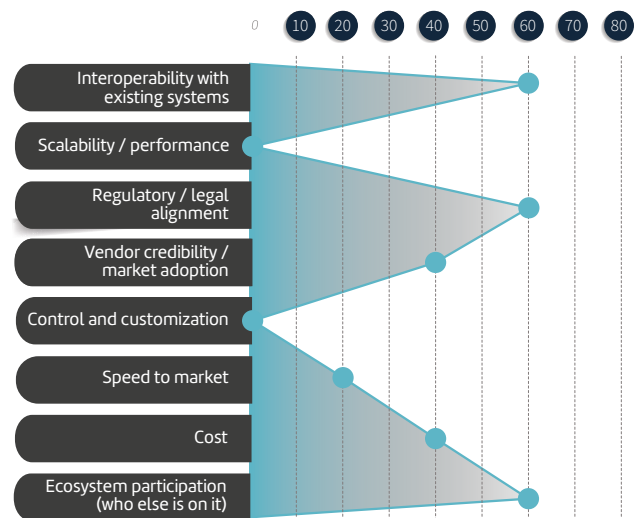 0 10 20 30 40 50 60 70 80
Interoperability with
existing systems
Scalability / performance
Regulatory / legal
alignment
Vendor credibility /
market adoption
Control and customization
Speed to market
Cost
Ecosystem participation
(who else is on it)